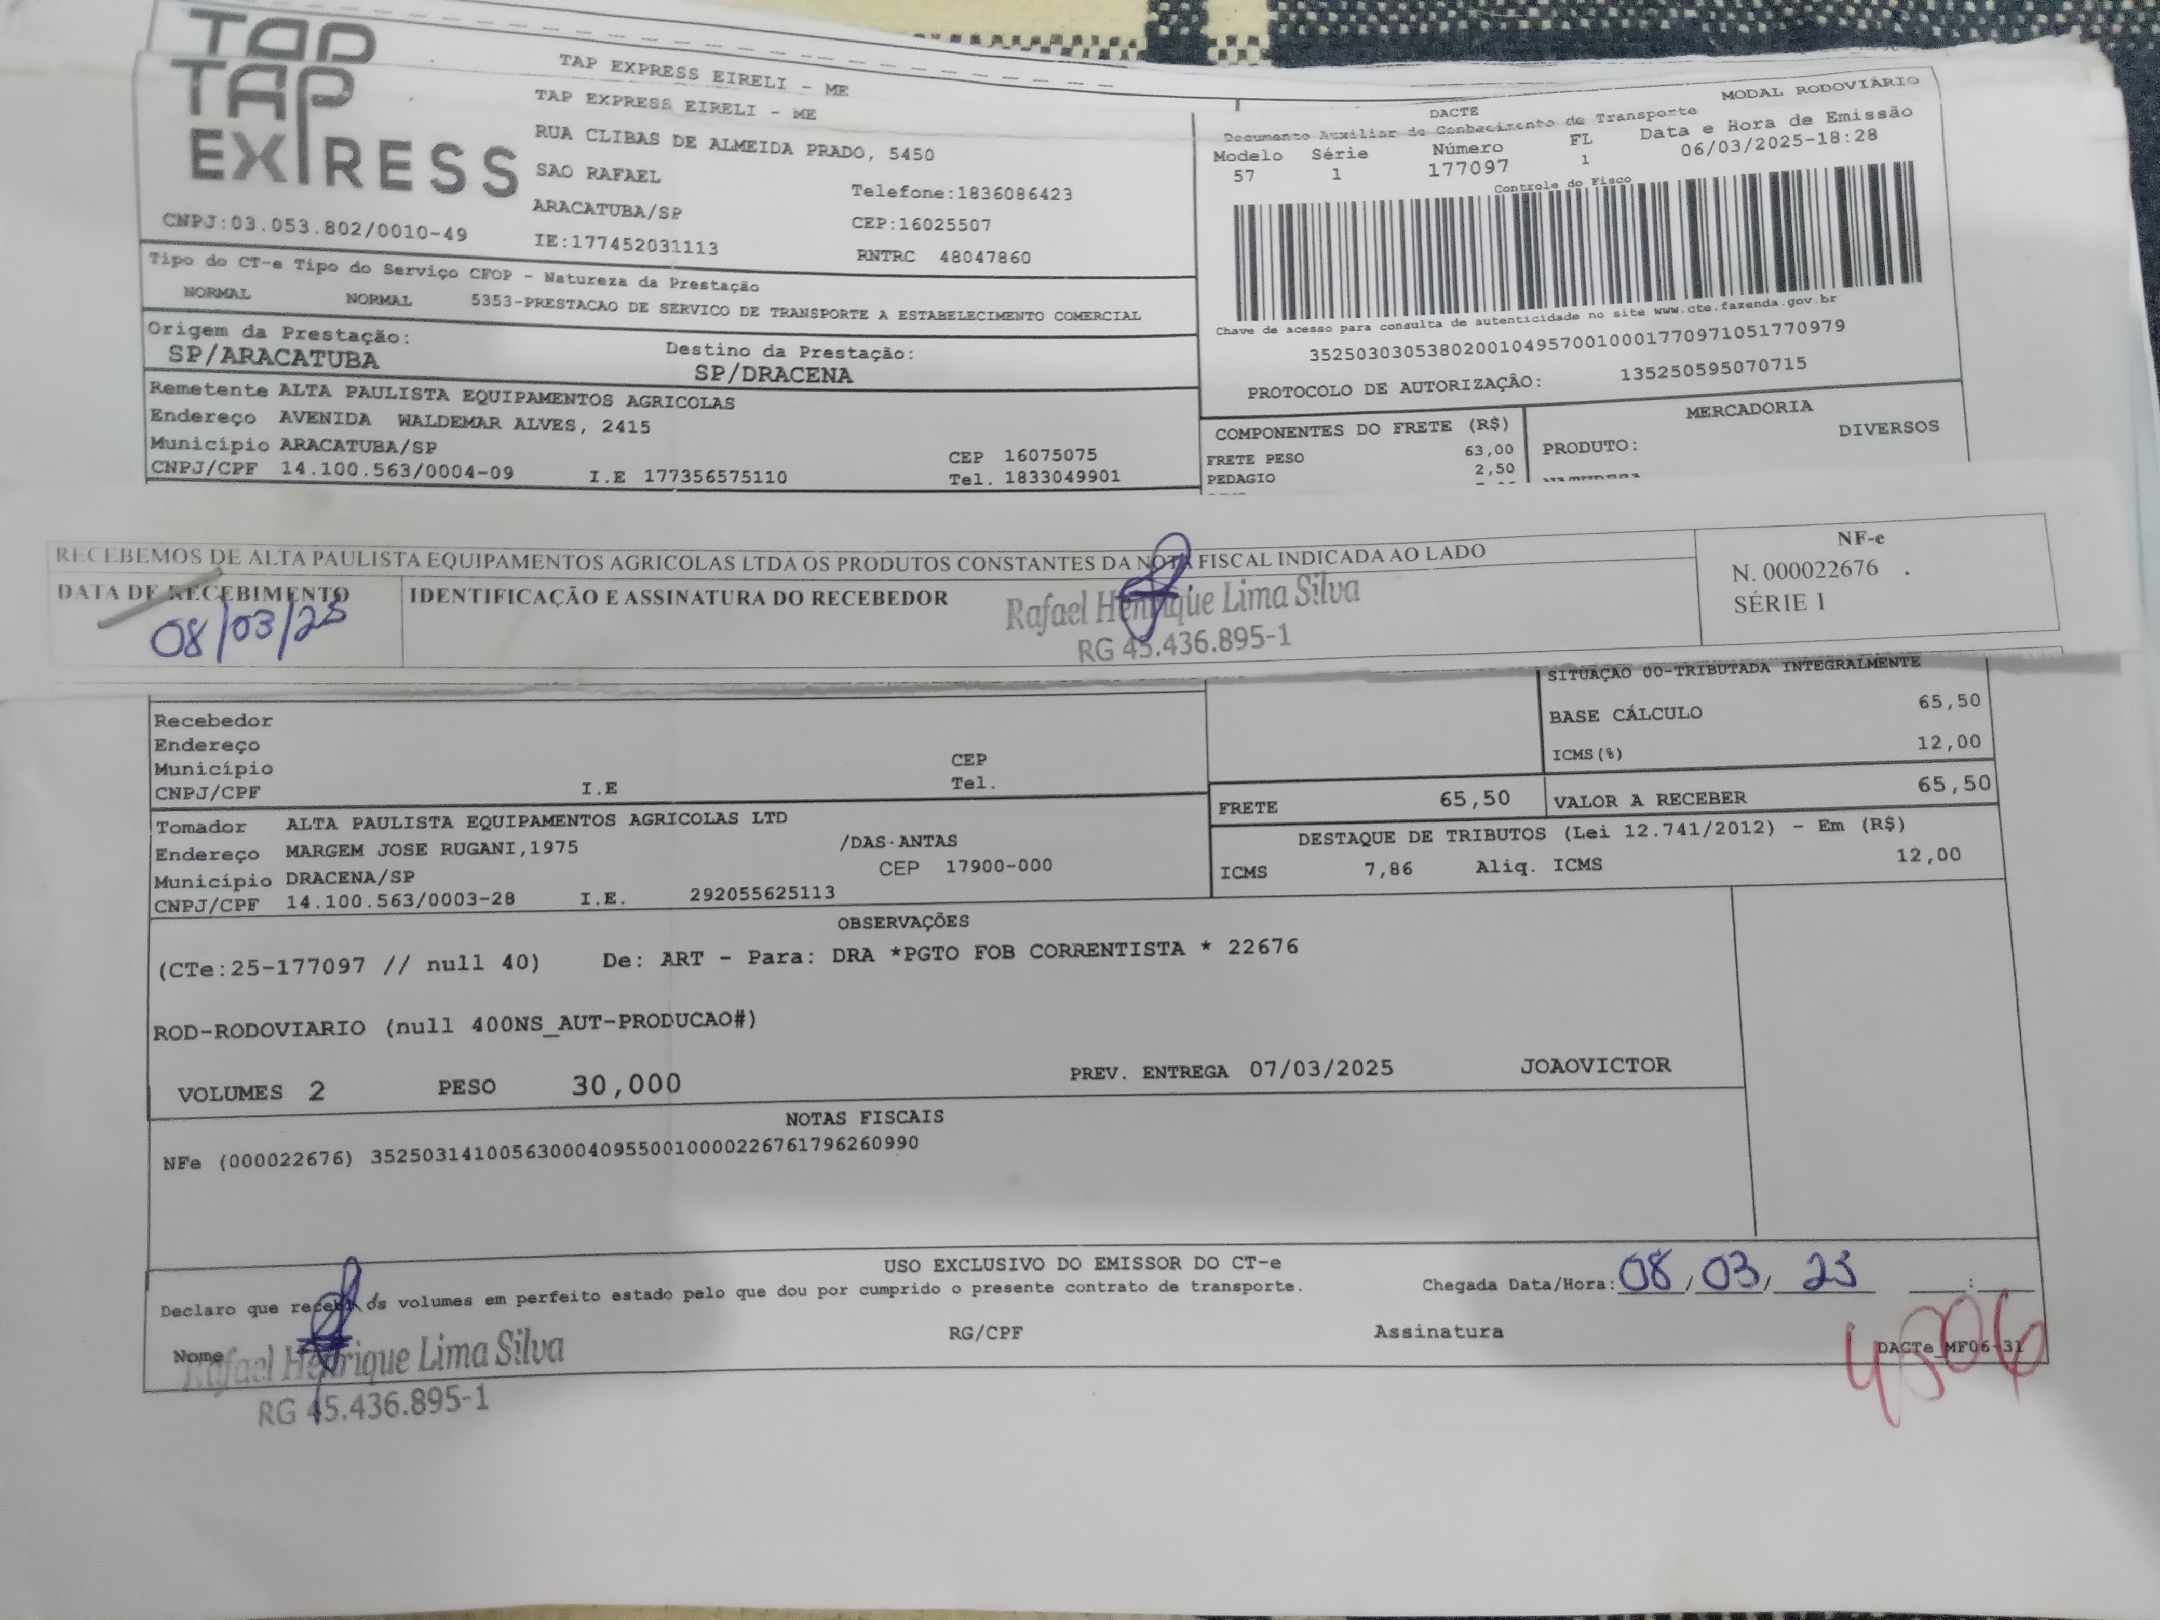 TAP
TAP
EXPRESS
TAP EXPRESS EIRELI - ME
TAP EXPRESS EIRELI - ME
RUA CLIBAS DE ALMEIDA PRADO, 5450
SAO RAFAEL
Telefone:1836086423
ARACATUBA/SP
CEP:16025507
CNPJ:03.053.802/0010-49
IE:177452031113
RNTRC 48047860
MODAL RODOVIÁRIO
DACTE
Documento Auxiliar do Conhecimento de Transporte
Modelo Série Número FL Data e Hora de Emissão
57 1 177097 1 06/03/2025-18:28
Controle do Fisco
Chave de acesso para consulta de autenticidade no site www.cte.fazenda.gov.br
35250303053802001049570010001770971051770979
PROTOCOLO DE AUTORIZAÇÃO: 135250595070715
Tipo do CT-e Tipo do Serviço CFOP - Natureza da Prestação
NORMAL NORMAL 5353-PRESTACAO DE SERVICO DE TRANSPORTE A ESTABELECIMENTO COMERCIAL
Origem da Prestação: Destino da Prestação:
SP/ARACATUBA SP/DRACENA
Remetente ALTA PAULISTA EQUIPAMENTOS AGRICOLAS
Endereço AVENIDA WALDEMAR ALVES, 2415
Município ARACATUBA/SP CEP 16075075
CNPJ/CPF 14.100.563/0004-09 I.E 177356575110 Tel. 1833049901
COMPONENTES DO FRETE (R$)
FRETE PESO 63,00
PEDAGIO 2,50
MERCADORIA
PRODUTO: DIVERSOS
RECEBEMOS DE ALTA PAULISTA EQUIPAMENTOS AGRICOLAS LTDA OS PRODUTOS CONSTANTES DA NOTA FISCAL INDICADA AO LADO
DATA DE RECEBIMENTO IDENTIFICAÇÃO E ASSINATURA DO RECEBEDOR
08/03/25
Rafael Henrique Lima Silva
RG 45.436.895-1
NF-e
N. 000022676
SÉRIE 1
SITUAÇÃO 00-TRIBUTADA INTEGRALMENTE
BASE CÁLCULO 65,50
ICMS(%) 12,00
Recebedor
Endereço
Município CEP
CNPJ/CPF I.E Tel.
FRETE 65,50 VALOR A RECEBER 65,50
Tomador ALTA PAULISTA EQUIPAMENTOS AGRICOLAS LTD
Endereço MARGEM JOSE RUGANI,1975 /DAS ANTAS
Município DRACENA/SP CEP 17900-000
CNPJ/CPF 14.100.563/0003-28 I.E. 292055625113
DESTAQUE DE TRIBUTOS (Lei 12.741/2012) - Em (R$)
ICMS 7,86 Aliq. ICMS 12,00
OBSERVAÇÕES
(CTe:25-177097 // null 40) De: ART - Para: DRA *PGTO FOB CORRENTISTA * 22676
ROD-RODOVIARIO (null 400NS_AUT-PRODUCAO#)
VOLUMES 2 PESO 30,000 PREV. ENTREGA 07/03/2025 JOAOVICTOR
NOTAS FISCAIS
NFe (000022676) 35250314100563000409550010000226761796260990
USO EXCLUSIVO DO EMISSOR DO CT-e
Declaro que recebi os volumes em perfeito estado pelo que dou por cumprido o presente contrato de transporte. Chegada Data/Hora: 08/03/25 :
Nome RG/CPF Assinatura
Rafael Henrique Lima Silva
RG 45.436.895-1
DACTe_MF06-31